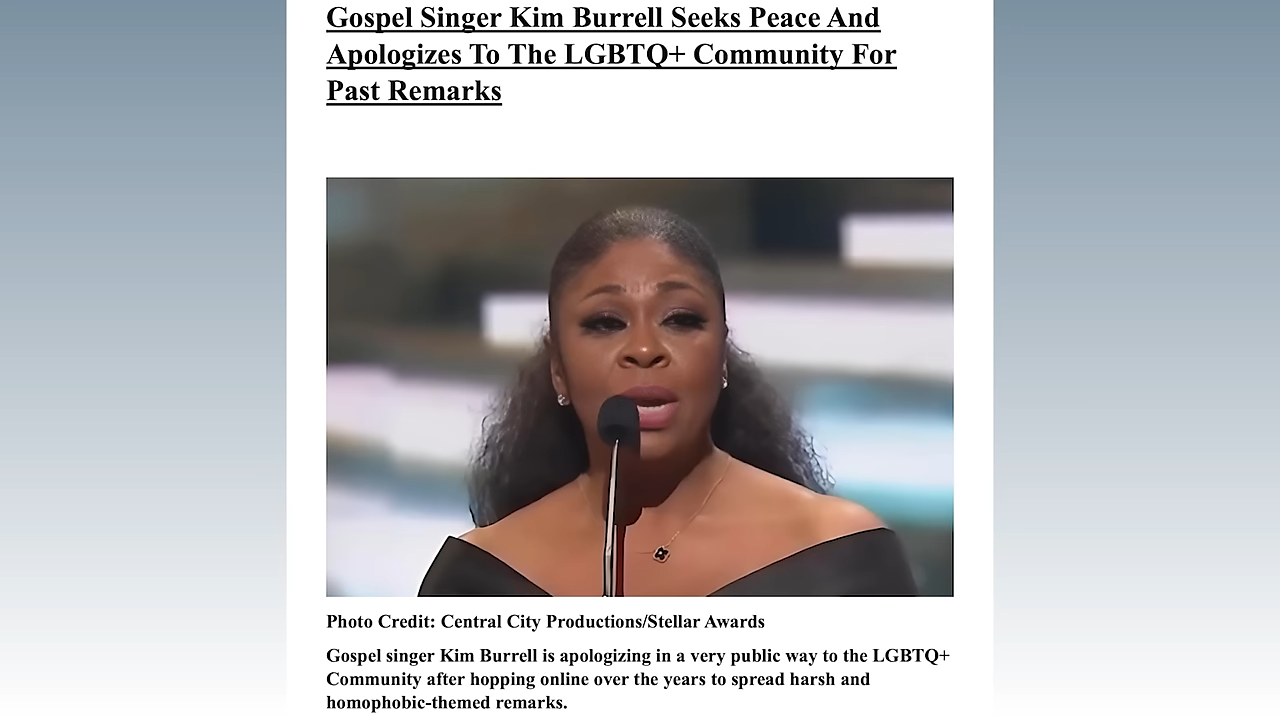 Gospel Singer Kim Burrell Seeks Peace And
Apologizes To The LGBTQ+ Community For
Past Remarks
Photo Credit: Central City Productions/Stellar Awards
Gospel singer Kim Burrell is apologizing in a very public way to the LGBTQ+
Community after hopping online over the years to spread harsh and
homophobic-themed remarks.